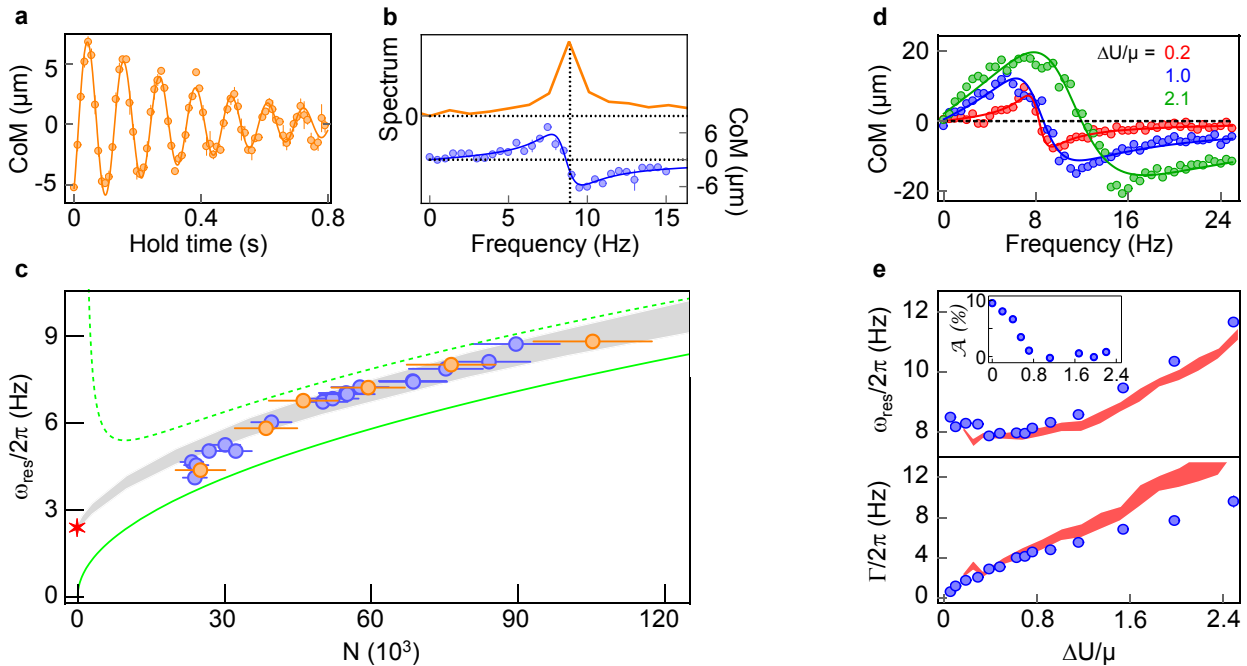 a
CoM (μm)
5
0
-5
0
0.4
0.8
Hold time (s)
b
Spectrum
0
CoM (μm)
6
0
-6
0
5
10
15
Frequency (Hz)
c
ω_res/2π (Hz)
9
6
3
0
0
30
60
90
120
N (10³)
d
CoM (μm)
20
0
-20
ΔU/μ = 0.2
1.0
2.1
0
8
16
24
Frequency (Hz)
e
ω_res/2π (Hz)
12
10
8
𝒜 (%)
10
0
0
0.8
1.6
2.4
Γ/2π (Hz)
12
8
4
0
0
0.8
1.6
2.4
ΔU/μ